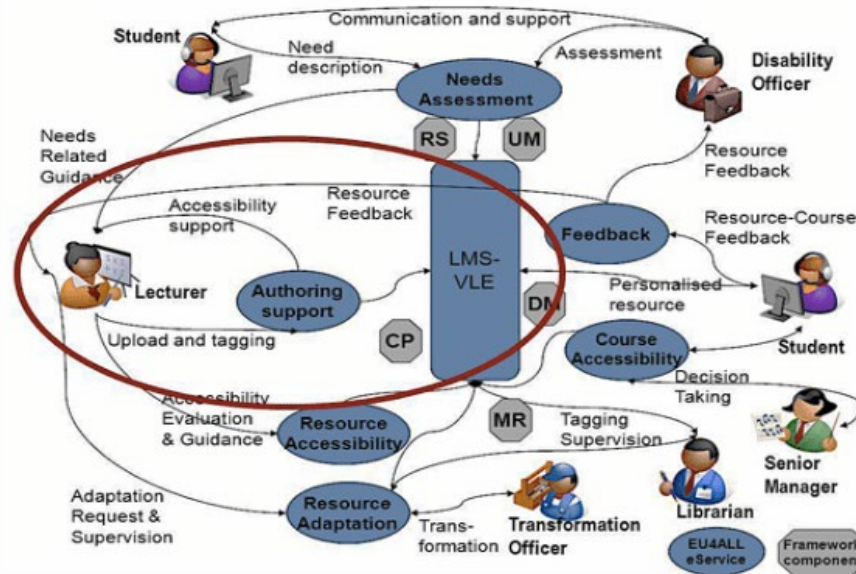 Communication and support
Student
Need
description
Assessment
Disability
Officer
Needs
Assessment
RS
UM
Needs
Related
Guidance
Resource
Feedback
Accessibility
support
Resource
Feedback
Feedback
Resource-Course
Feedback
LMS-
VLE
Lecturer
Authoring
support
DM
Personalised
resource
Upload and tagging
CP
Course
Accessibility
Student
Decision
Taking
Accessibility
Evaluation
& Guidance
Resource
Accessibility
MR
Tagging
Supervision
Senior
Manager
Adaptation
Request &
Supervision
Resource
Adaptation
Trans-
formation
Transformation
Officer
Librarian
EU4ALL
eService
Framework
component